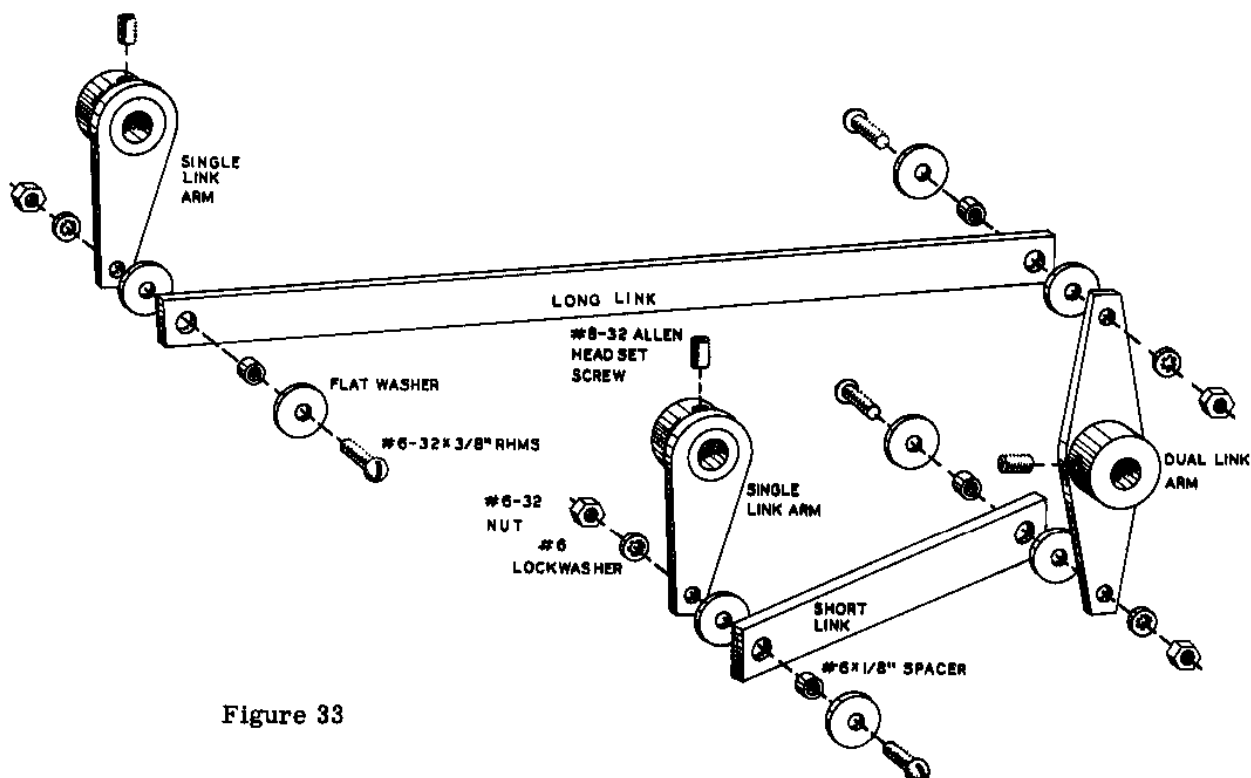 SINGLE
LINK
ARM
LONG LINK
#8-32 ALLEN
HEAD SET
SCREW
FLAT WASHER
#6-32 X 3/8" RHMS
DUAL LINK
ARM
#6-32
NUT
SINGLE
LINK ARM
#6
LOCKWASHER
SHORT
LINK
#6 X 1/8" SPACER
Figure 33